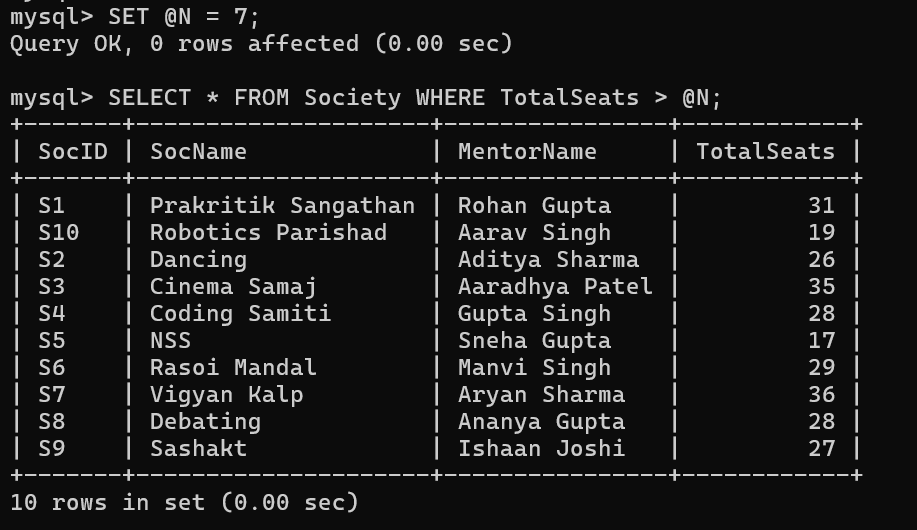 mysql> SET @N = 7;
Query OK, 0 rows affected (0.00 sec)

mysql> SELECT * FROM Society WHERE TotalSeats > @N;
+-------+---------------------+----------------+------------+
| SocID | SocName             | MentorName     | TotalSeats |
+-------+---------------------+----------------+------------+
| S1    | Prakritik Sangathan | Rohan Gupta    |         31 |
| S10   | Robotics Parishad   | Aarav Singh    |         19 |
| S2    | Dancing             | Aditya Sharma  |         26 |
| S3    | Cinema Samaj        | Aaradhya Patel |         35 |
| S4    | Coding Samiti       | Gupta Singh    |         28 |
| S5    | NSS                 | Sneha Gupta    |         17 |
| S6    | Rasoi Mandal        | Manvi Singh    |         29 |
| S7    | Vigyan Kalp         | Aryan Sharma   |         36 |
| S8    | Debating            | Ananya Gupta   |         28 |
| S9    | Sashakt             | Ishaan Joshi   |         27 |
+-------+---------------------+----------------+------------+
10 rows in set (0.00 sec)